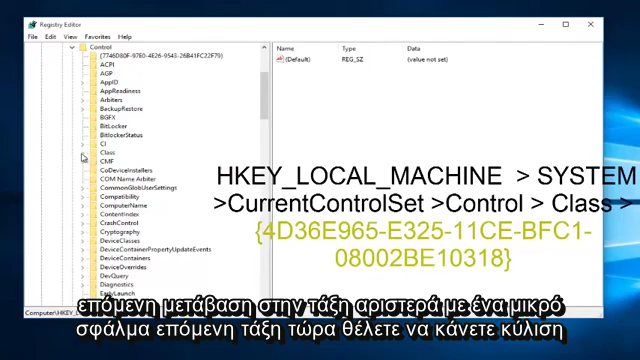 Registry Editor
File Edit View Favorites Help
Control
{7746D80F-97E0-4E26-9543-26B41FC22F79}
ACPI
AGP
AppID
AppReadiness
Arbiters
BackupRestore
BGFX
BitLocker
BitlockerStatus
CI
Class
CMF
CoDeviceInstallers
COM Name Arbiter
CommonGlobUserSettings
Compatibility
ComputerName
ContentIndex
CrashControl
Cryptography
DeviceClasses
DeviceContainerPropertyUpdateEvents
DeviceContainers
DeviceOverrides
DevQuery
Diagnostics
EarlyLaunch
Name Type Data
(Default) REG_SZ (value not set)
HKEY_LOCAL_MACHINE > SYSTEM
>CurrentControlSet >Control > Class >
{4D36E965-E325-11CE-BFC1-
08002BE10318}
επόμενη μετάβαση στην τάξη αριστερά με ένα μικρό
σφάλμα επόμενη τάξη τώρα θέλετε να κάνετε κύλιση